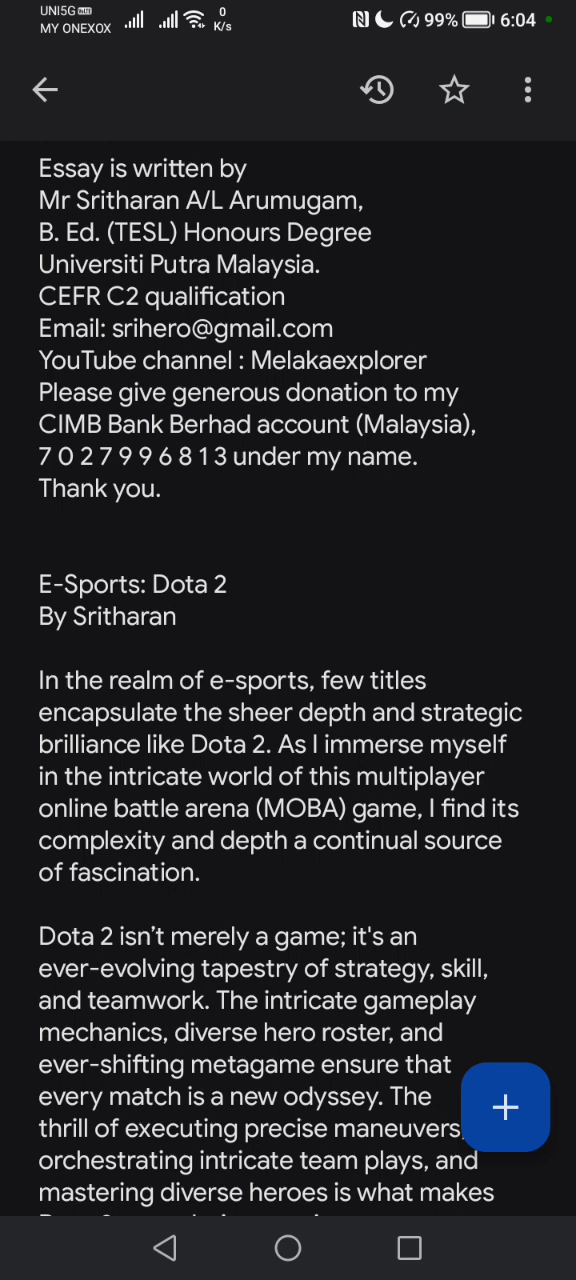 UNI5G
MY ONEXOX
0
K/s
99%
6:04
Essay is written by
Mr Sritharan A/L Arumugam,
B. Ed. (TESL) Honours Degree
Universiti Putra Malaysia.
CEFR C2 qualification
Email: srihero@gmail.com
YouTube channel : Melakaexplorer
Please give generous donation to my
CIMB Bank Berhad account (Malaysia),
7 0 2 7 9 9 6 8 1 3 under my name.
Thank you.
E-Sports: Dota 2
By Sritharan
In the realm of e-sports, few titles
encapsulate the sheer depth and strategic
brilliance like Dota 2. As I immerse myself
in the intricate world of this multiplayer
online battle arena (MOBA) game, I find its
complexity and depth a continual source
of fascination.
Dota 2 isn’t merely a game; it's an
ever-evolving tapestry of strategy, skill,
and teamwork. The intricate gameplay
mechanics, diverse hero roster, and
ever-shifting metagame ensure that
every match is a new odyssey. The
thrill of executing precise maneuvers,
orchestrating intricate team plays, and
mastering diverse heroes is what makes